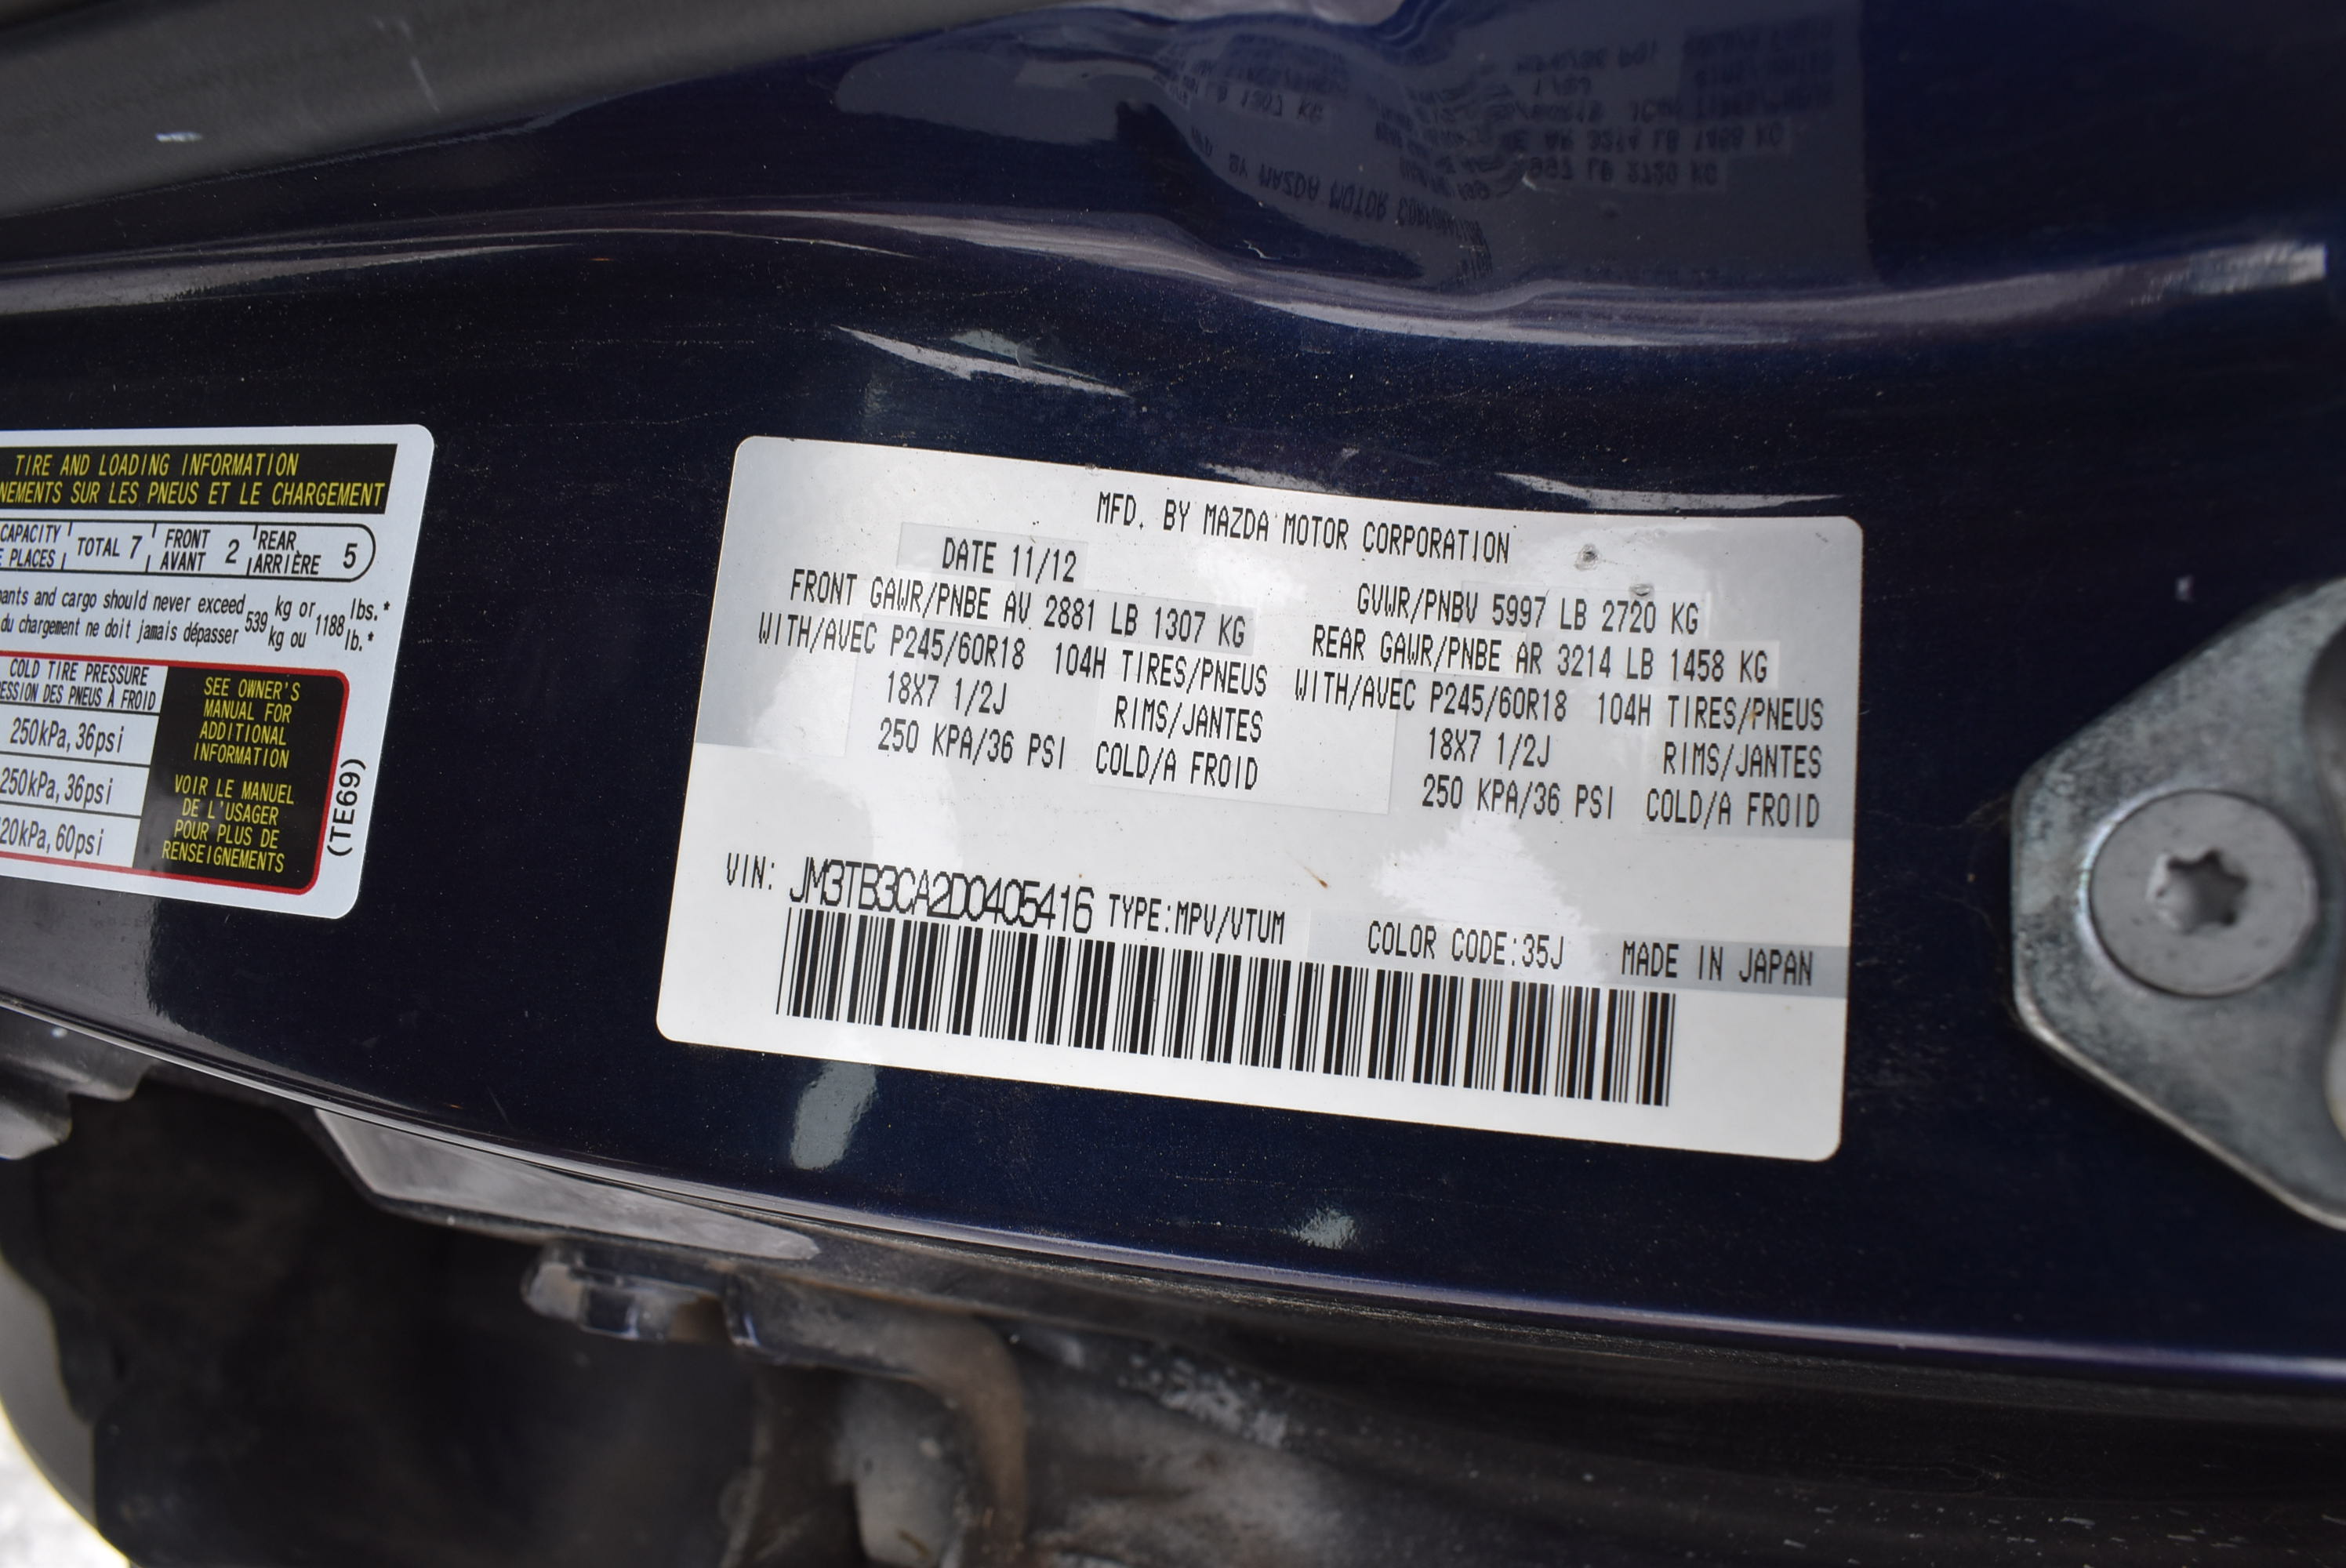 TIRE AND LOADING INFORMATION
NEMENTS SUR LES PNEUS ET LE CHARGEMENT
CAPACITY TOTAL 7 FRONT 2 REAR 5
PLACES AVANT ARRIÈRE
and cargo should never exceed 539 kg or 1188 lbs.*
du chargement ne doit jamais dépasser kg ou lb.*
COLD TIRE PRESSURE
ESSION DES PNEUS À FROID
250kPa, 36psi
250kPa, 36psi
20kPa, 60psi
SEE OWNER'S
MANUAL FOR
ADDITIONAL
INFORMATION
VOIR LE MANUEL
DE L'USAGER
POUR PLUS DE
RENSEIGNEMENTS
(TE69)
MFD. BY MAZDA MOTOR CORPORATION
DATE 11/12
FRONT GAWR/PNBE AV 2881 LB 1307 KG
WITH/AVEC P245/60R18 104H TIRES/PNEUS
18X7 1/2J RIMS/JANTES
250 KPA/36 PSI COLD/A FROID
GVWR/PNBV 5997 LB 2720 KG
REAR GAWR/PNBE AR 3214 LB 1458 KG
WITH/AVEC P245/60R18 104H TIRES/PNEUS
18X7 1/2J RIMS/JANTES
250 KPA/36 PSI COLD/A FROID
VIN: JM3TB3CA2D0405416 TYPE:MPV/VTUM COLOR CODE:35J MADE IN JAPAN